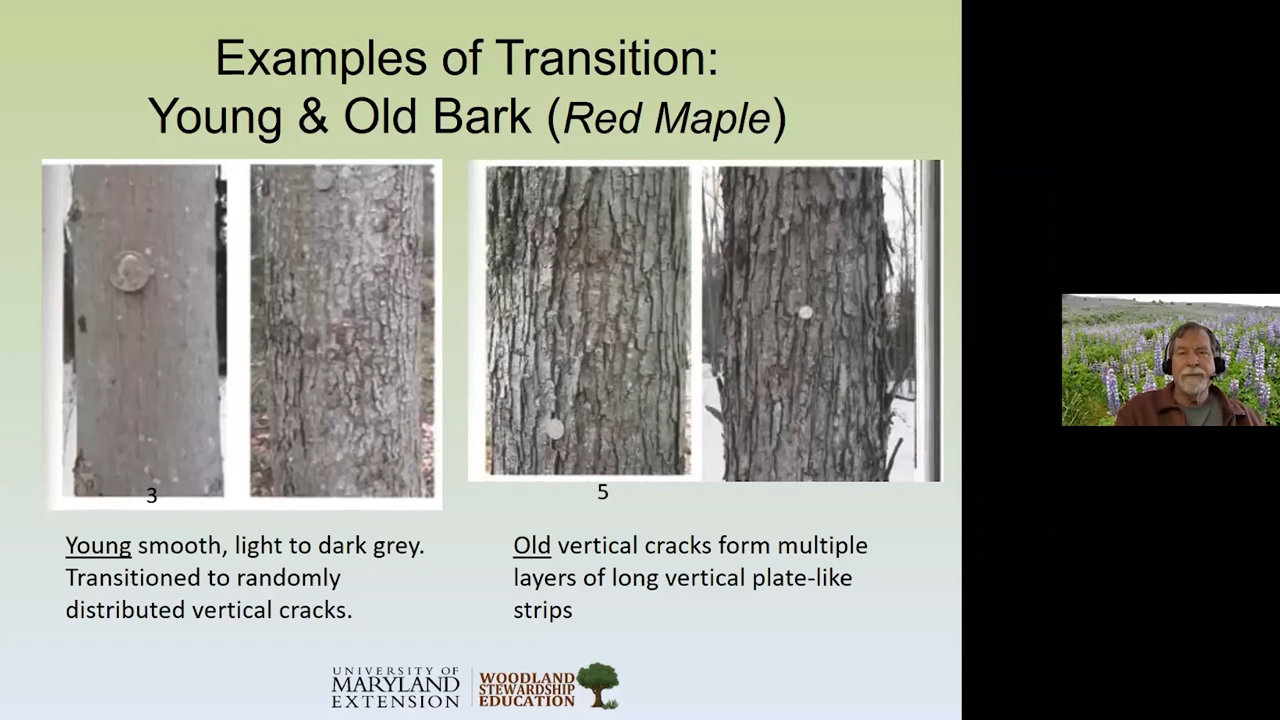 Examples of Transition:
Young & Old Bark (Red Maple)
3
5
Young smooth, light to dark grey.
Transitioned to randomly
distributed vertical cracks.
Old vertical cracks form multiple
layers of long vertical plate-like
strips
UNIVERSITY OF
MARYLAND
EXTENSION
WOODLAND
STEWARDSHIP
EDUCATION